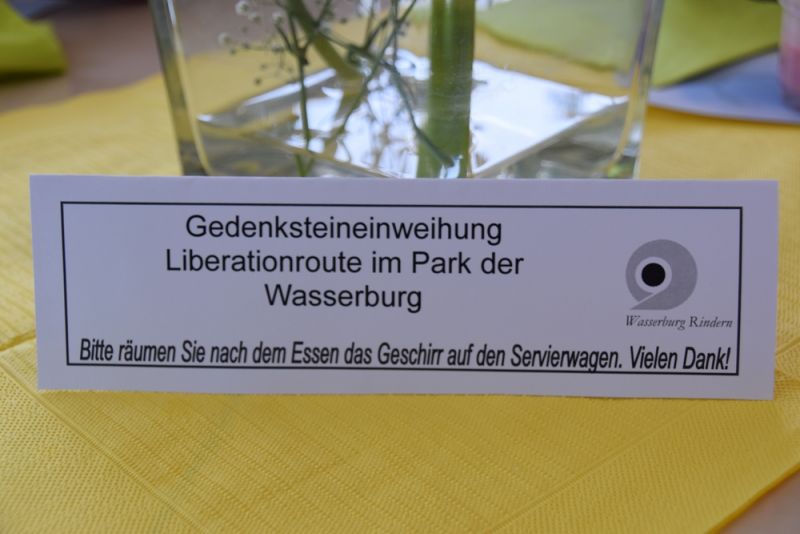 Gedenksteineinweihung
Liberationroute im Park der
Wasserburg
Wasserburg Rindern
Bitte räumen Sie nach dem Essen das Geschirr auf den Servierwagen. Vielen Dank!